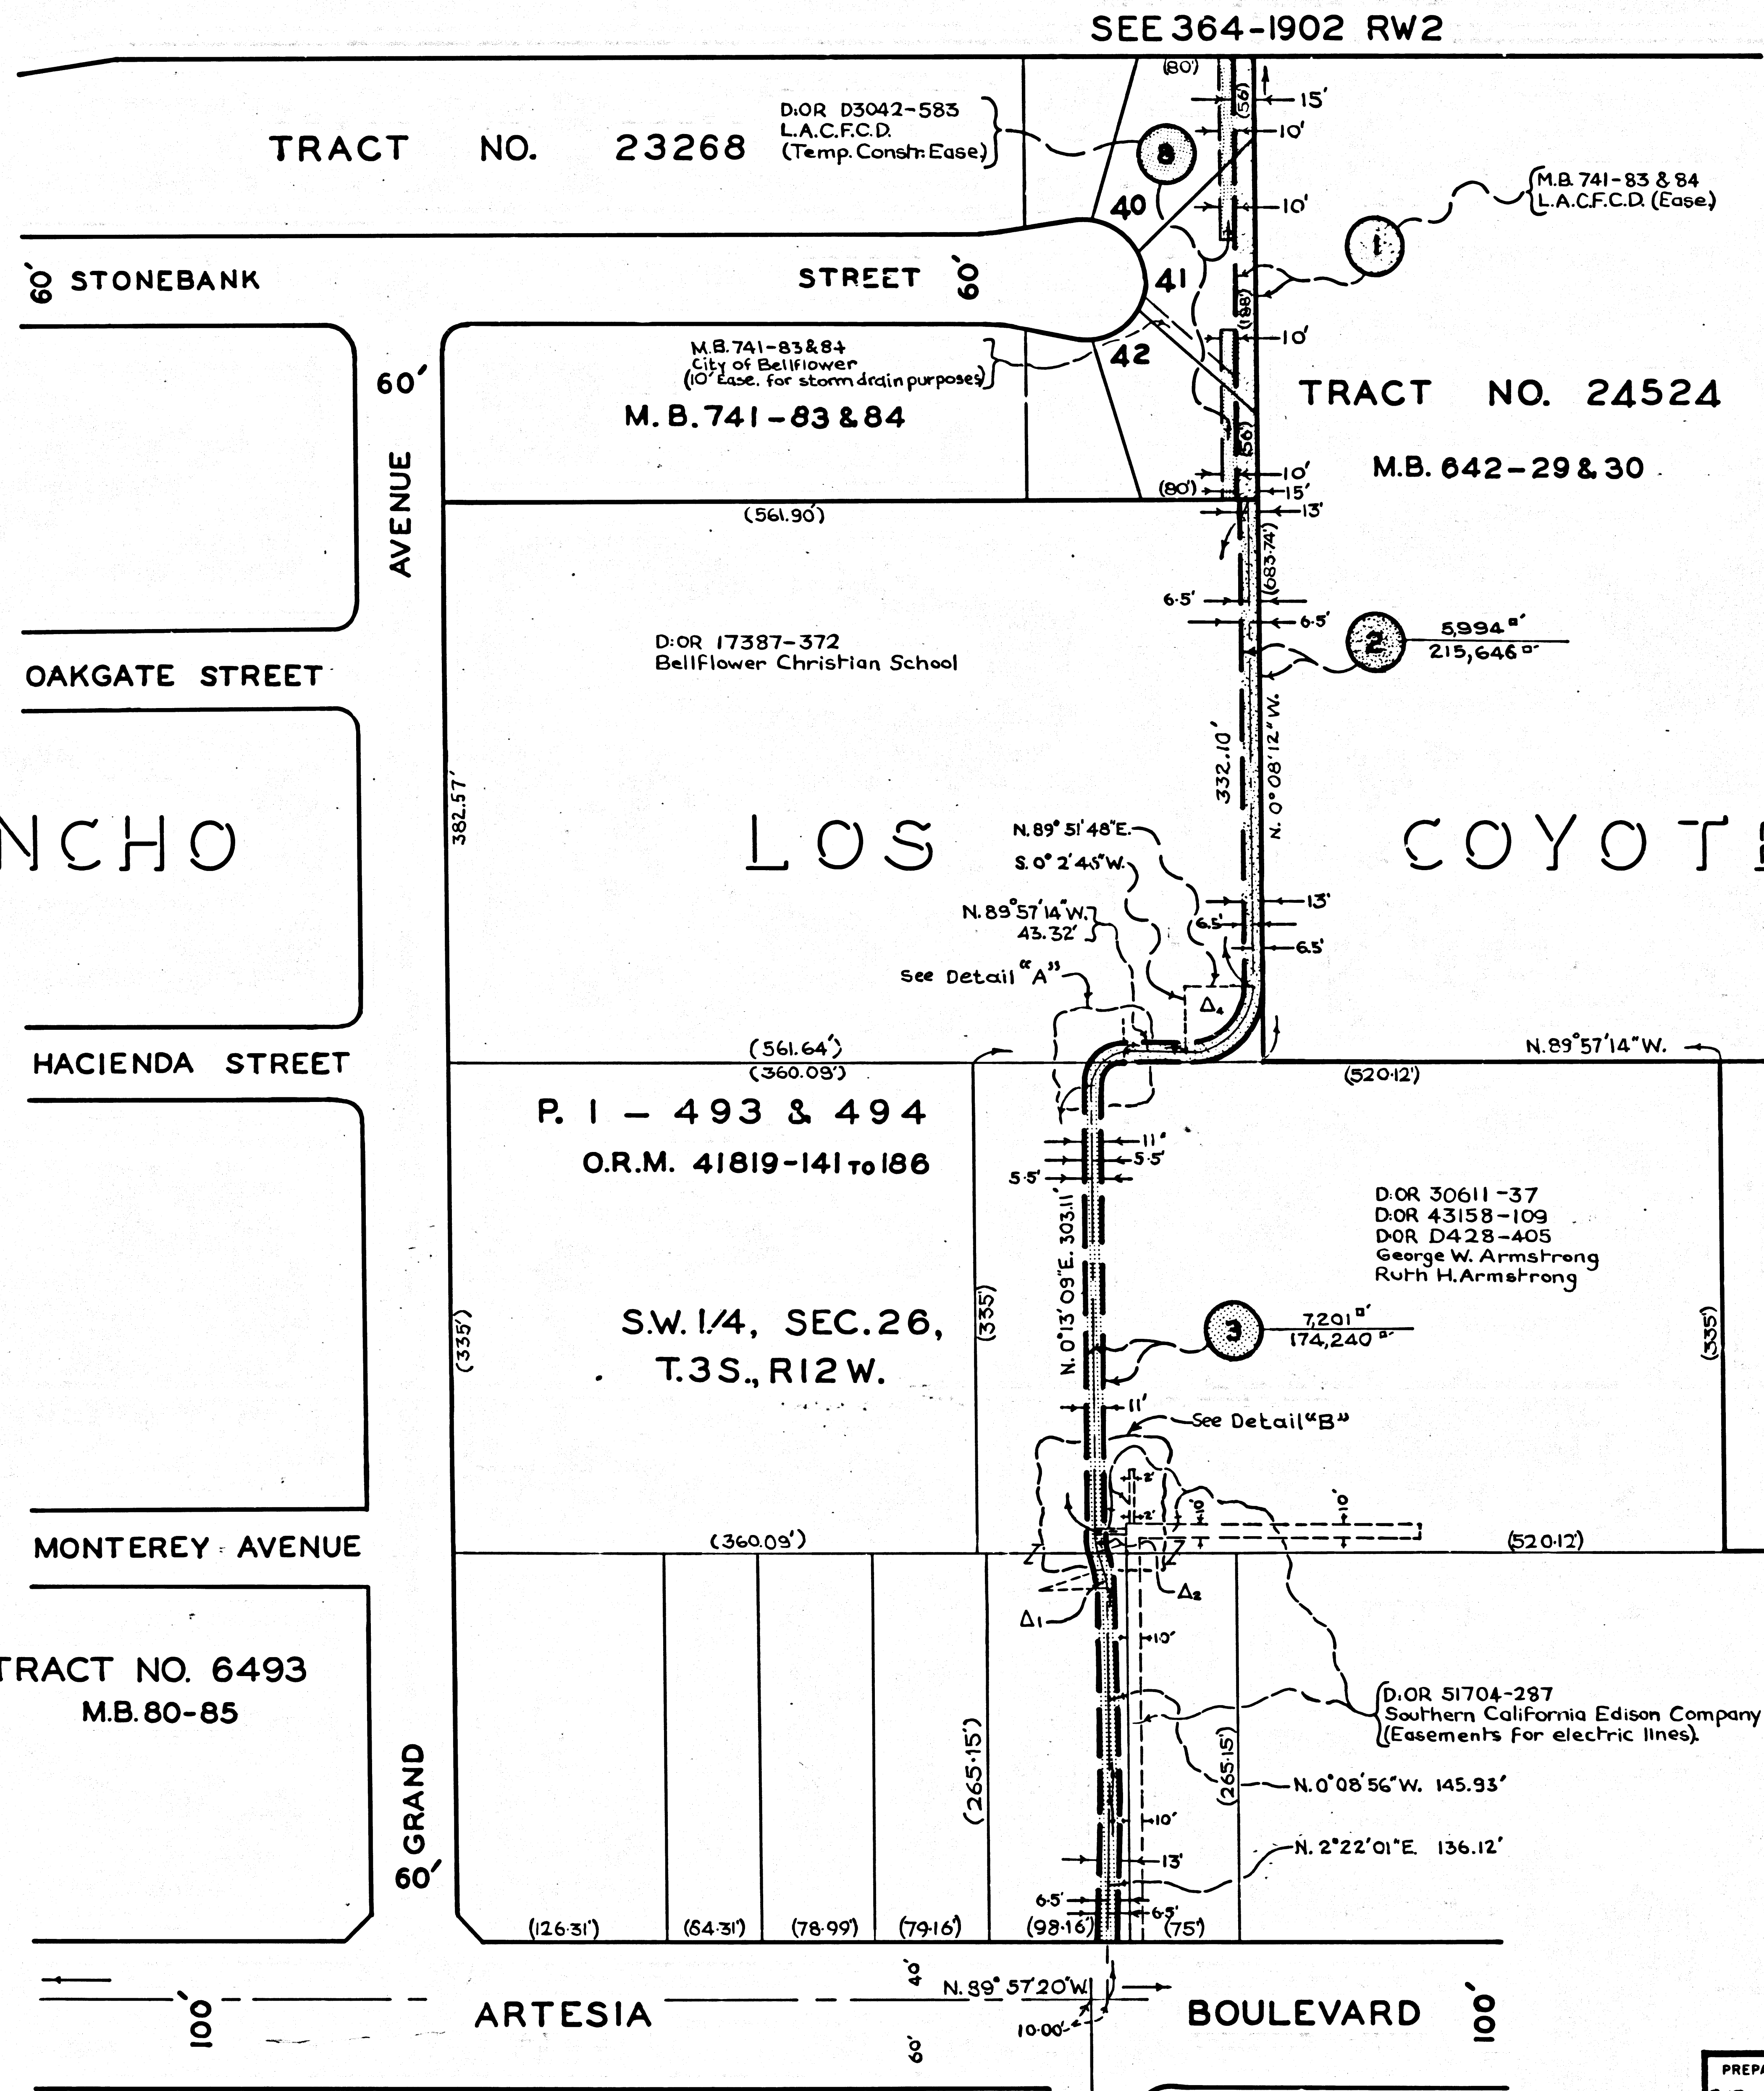 SEE 364-1902 RW2
(80')
(56')
15'
10'
D:OR D3042-583
L.A.C.F.C.D.
(Temp. Constr. Ease.)
TRACT NO. 23268
8
M.B. 741-83 & 84
L.A.C.F.C.D. (Ease.)
40
10'
1
60'
STONEBANK
STREET
60'
41
(188')
10'
M.B. 741-83&84
City of Bellflower
(10' Ease. for storm drain purposes)
42
60'
TRACT NO. 24524
M.B. 741-83 & 84
(56')
M.B. 642-29 & 30
AVENUE
10'
(80')
15'
(561.90')
13'
(683.74')
6.5'
6.5'
2
5,994 □'
215,646 □'
D:OR 17387-372
Bellflower Christian School
OAKGATE STREET
332.10'
N. 0° 08' 12" W.
382.57'
NCHO
LOS
COYOTE
N. 89° 51' 48" E.
S. 0° 2' 45" W.
N. 89° 57' 14" W.
43.32'
13'
6.5'
6.5'
See Detail "A"
Δ4
HACIENDA STREET
(561.64')
(360.09')
N. 89° 57' 14" W.
(520.12')
P. 1 - 493 & 494
O.R.M. 41819-141 TO 186
11'
5.5'
5.5'
D:OR 30611-37
D:OR 43158-109
D:OR D428-405
George W. Armstrong
Ruth H. Armstrong
N. 0° 13' 09" E. 303.11'
(335')
(335')
(335')
S.W. 1/4, SEC. 26,
T. 3 S., R 12 W.
3
7,201 □'
174,240 □'
11'
See Detail "B"
2'
2'
10'
10'
MONTEREY AVENUE
(360.09')
Z
Z
(520.12')
Δ1
Δ2
10'
TRACT NO. 6493
M.B. 80-85
D:OR 51704-287
Southern California Edison Company
(Easements for electric lines).
(265.15')
(265.15')
N. 0° 08' 56" W. 145.93'
GRAND
60'
10'
N. 2° 22' 01" E. 136.12'
13'
6.5'
6.5'
(126.31')
(64.31')
(78.99')
(79.16')
(98.16')
(75')
40'
N. 89° 57' 20" W.
100'
ARTESIA
BOULEVARD
100'
10.00'
60'
PREPA